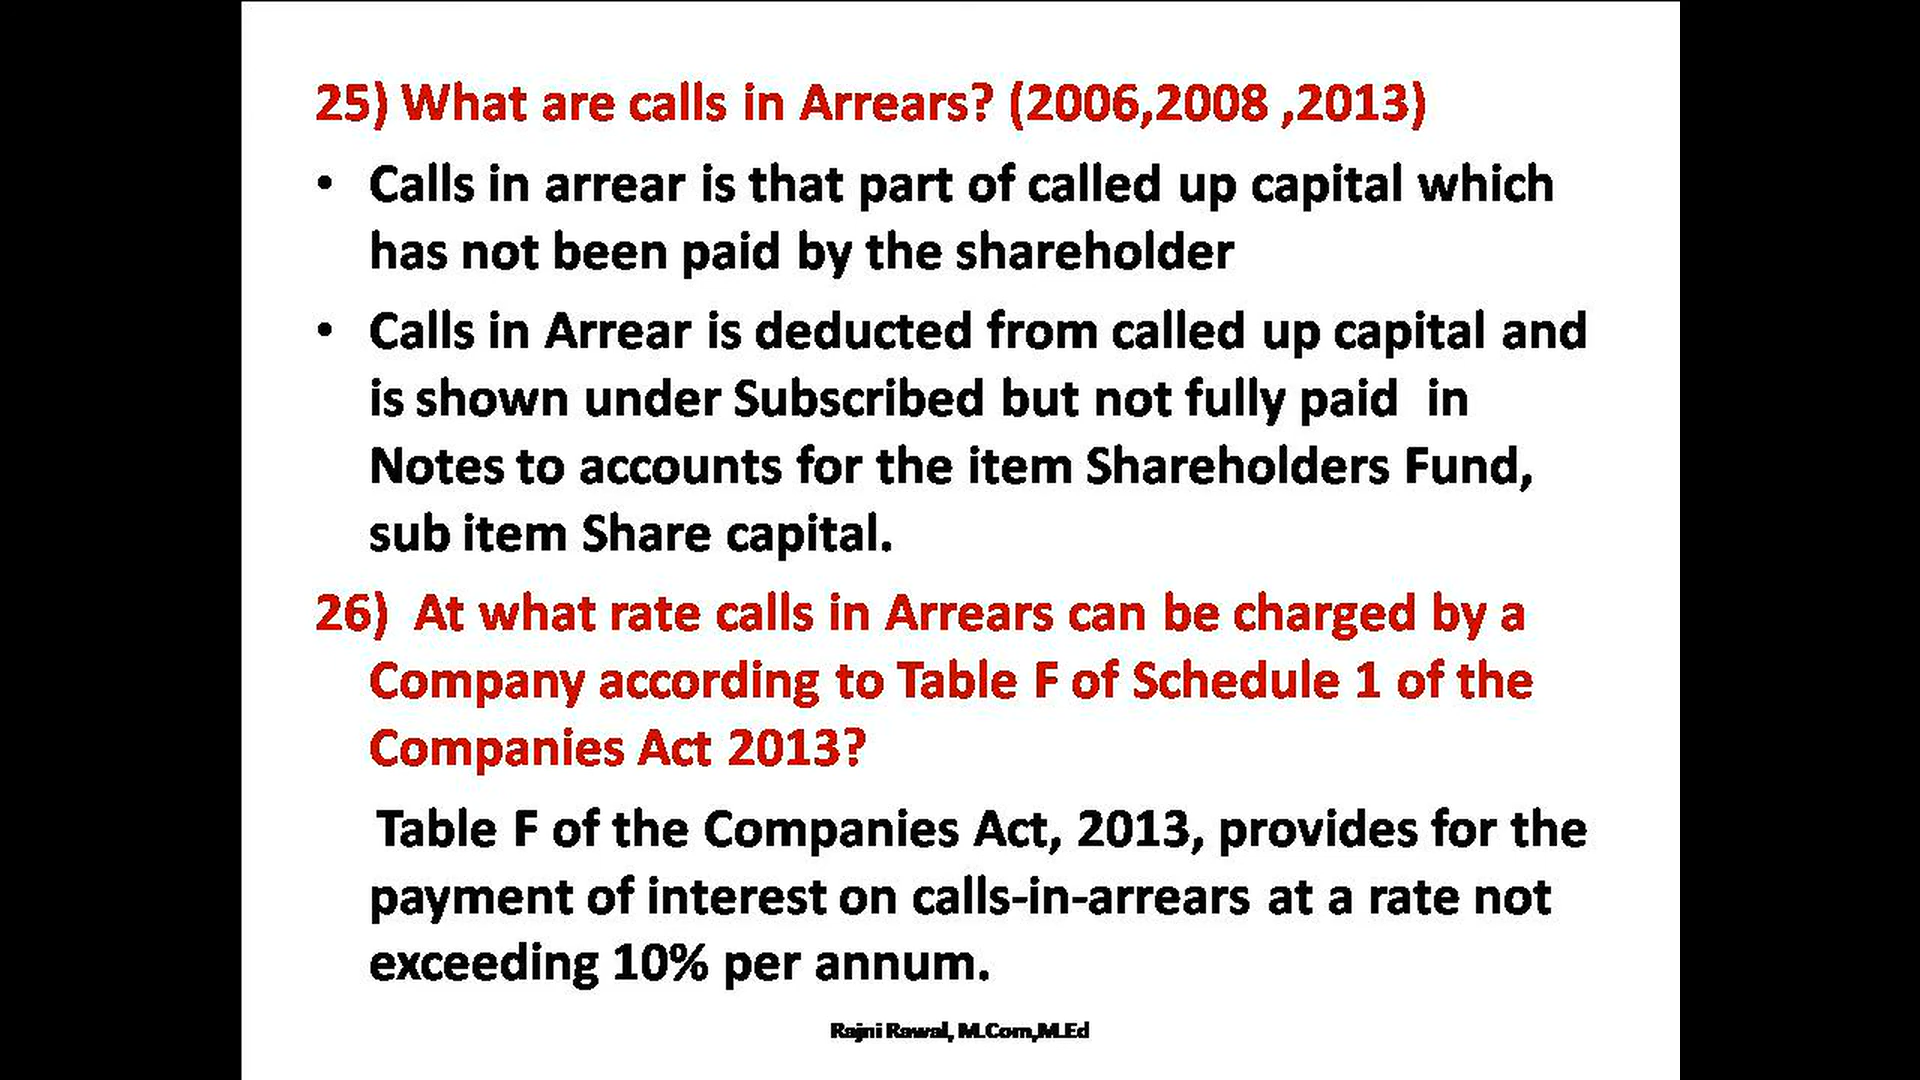 25) What are calls in Arrears? (2006,2008 ,2013)
• Calls in arrear is that part of called up capital which
has not been paid by the shareholder
• Calls in Arrear is deducted from called up capital and
is shown under Subscribed but not fully paid  in
Notes to accounts for the item Shareholders Fund,
sub item Share capital.
26)  At what rate calls in Arrears can be charged by a
Company according to Table F of Schedule 1 of the
Companies Act 2013?
Table F of the Companies Act, 2013, provides for the
payment of interest on calls-in-arrears at a rate not
exceeding 10% per annum.
Rajni Rawal, M.Com,M.Ed